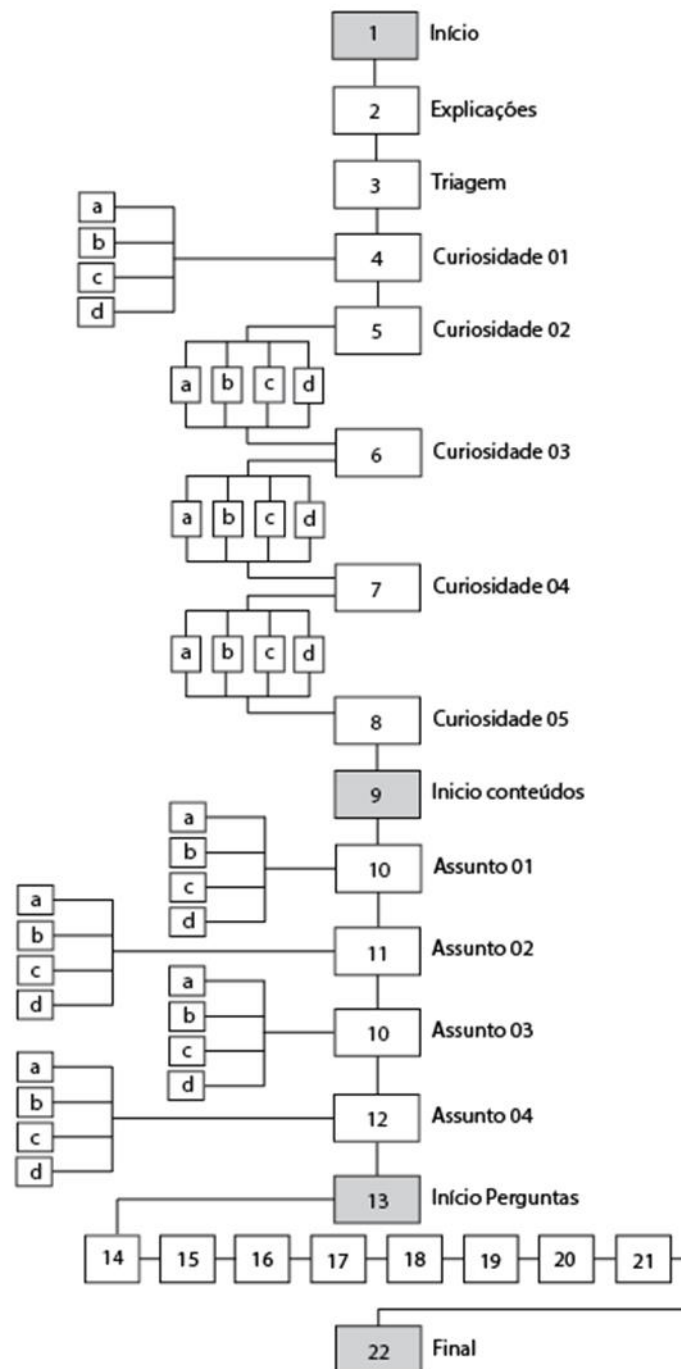 1 Início
2 Explicações
3 Triagem
a
b
c
d
4 Curiosidade 01
5 Curiosidade 02
a b c d
6 Curiosidade 03
a b c d
7 Curiosidade 04
a b c d
8 Curiosidade 05
9 Inicio conteúdos
a
b
c
d
10 Assunto 01
a
b
c
d
11 Assunto 02
a
b
c
d
10 Assunto 03
a
b
c
d
12 Assunto 04
13 Início Perguntas
14 15 16 17 18 19 20 21
22 Final